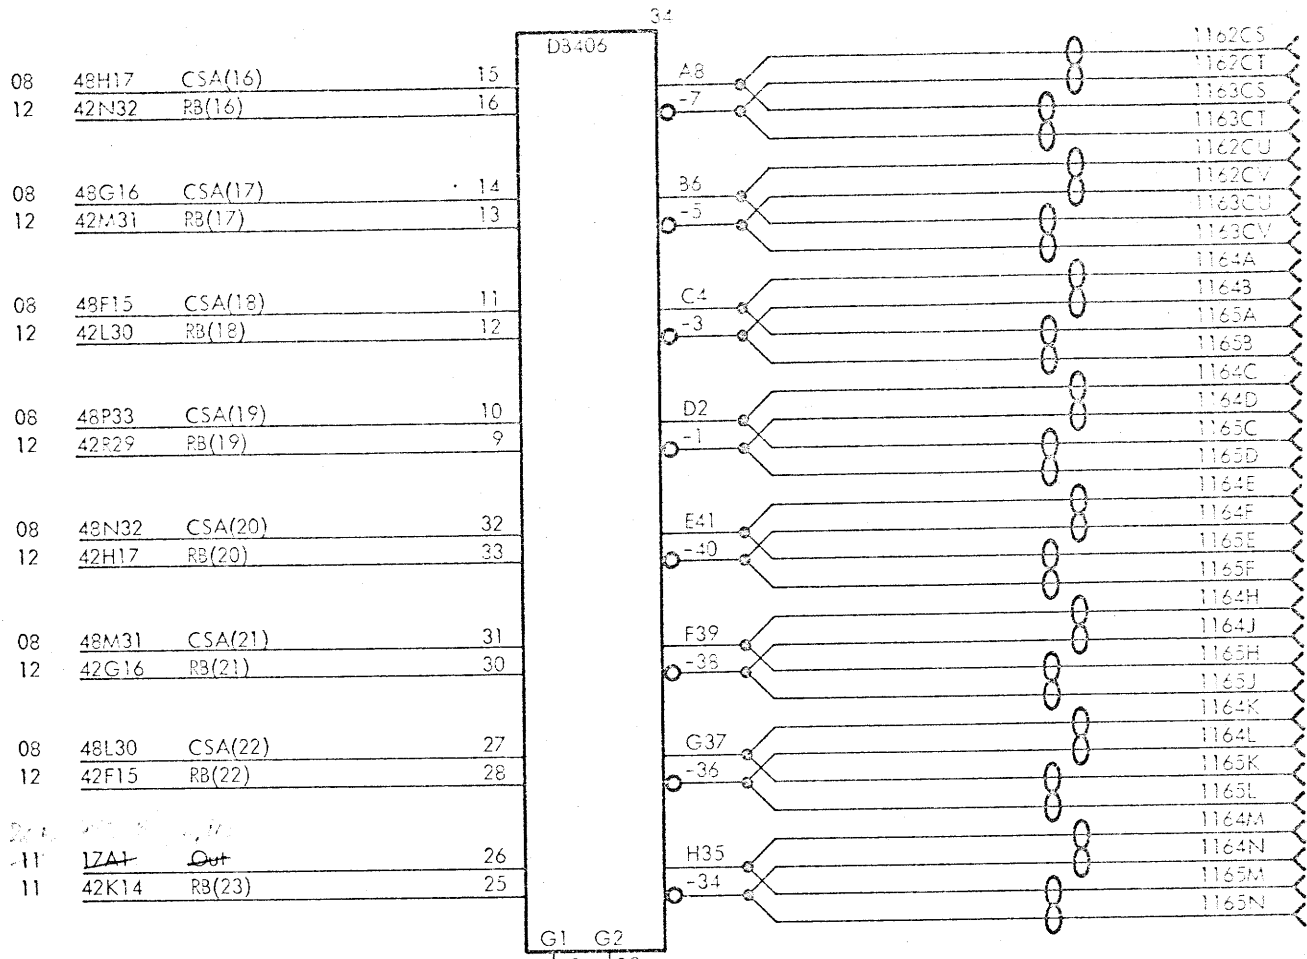 34
DB406
08 48H17 CSA(16) 15 A8 1162CS
12 42N32 RB(16) 16 -7 1162CT
1163CS
1163CT
08 48G16 CSA(17) 14 B6 1162CU
12 42M31 RB(17) 13 -5 1162CV
1163CU
1163CV
08 48F15 CSA(18) 11 C4 1164A
12 42L30 RB(18) 12 -3 1164B
1165A
1165B
08 48P33 CSA(19) 10 D2 1164C
12 42R29 RB(19) 9 -1 1164D
1165C
1165D
08 48N32 CSA(20) 32 E41 1164E
12 42H17 RB(20) 33 -40 1164F
1165E
1165F
08 48M31 CSA(21) 31 F39 1164H
12 42G16 RB(21) 30 -38 1164J
1165H
1165J
08 48L30 CSA(22) 27 G37 1164K
12 42F15 RB(22) 28 -36 1164L
1165K
1165L
11 17A1 Out 26 H35 1164M
11 42K14 RB(23) 25 -34 1164N
1165M
1165N
G1 G2